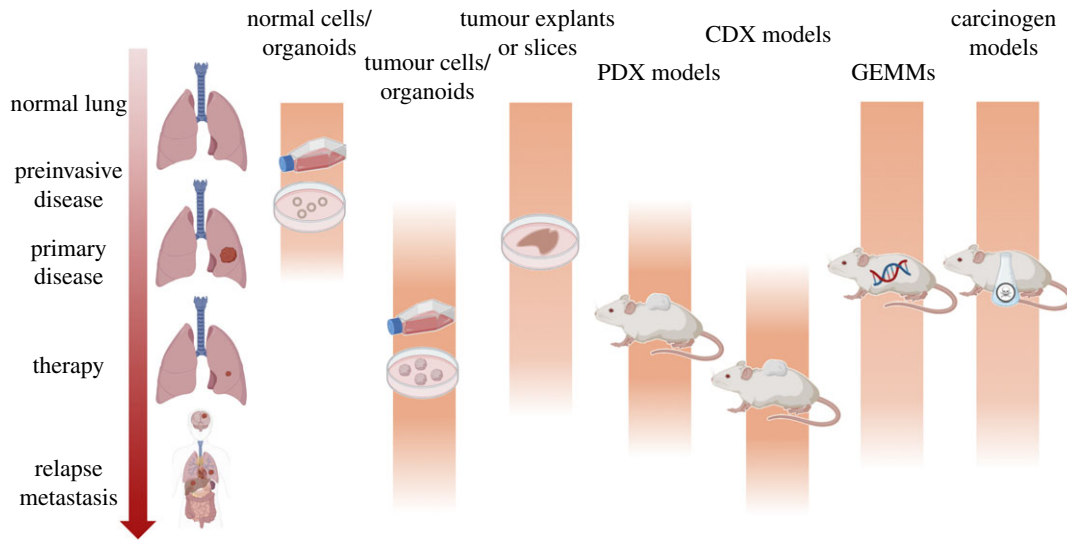 normal cells/
organoids
tumour cells/
organoids
tumour explants
or slices
PDX models
CDX models
GEMMs
carcinogen
models
normal lung
preinvasive
disease
primary
disease
therapy
relapse
metastasis